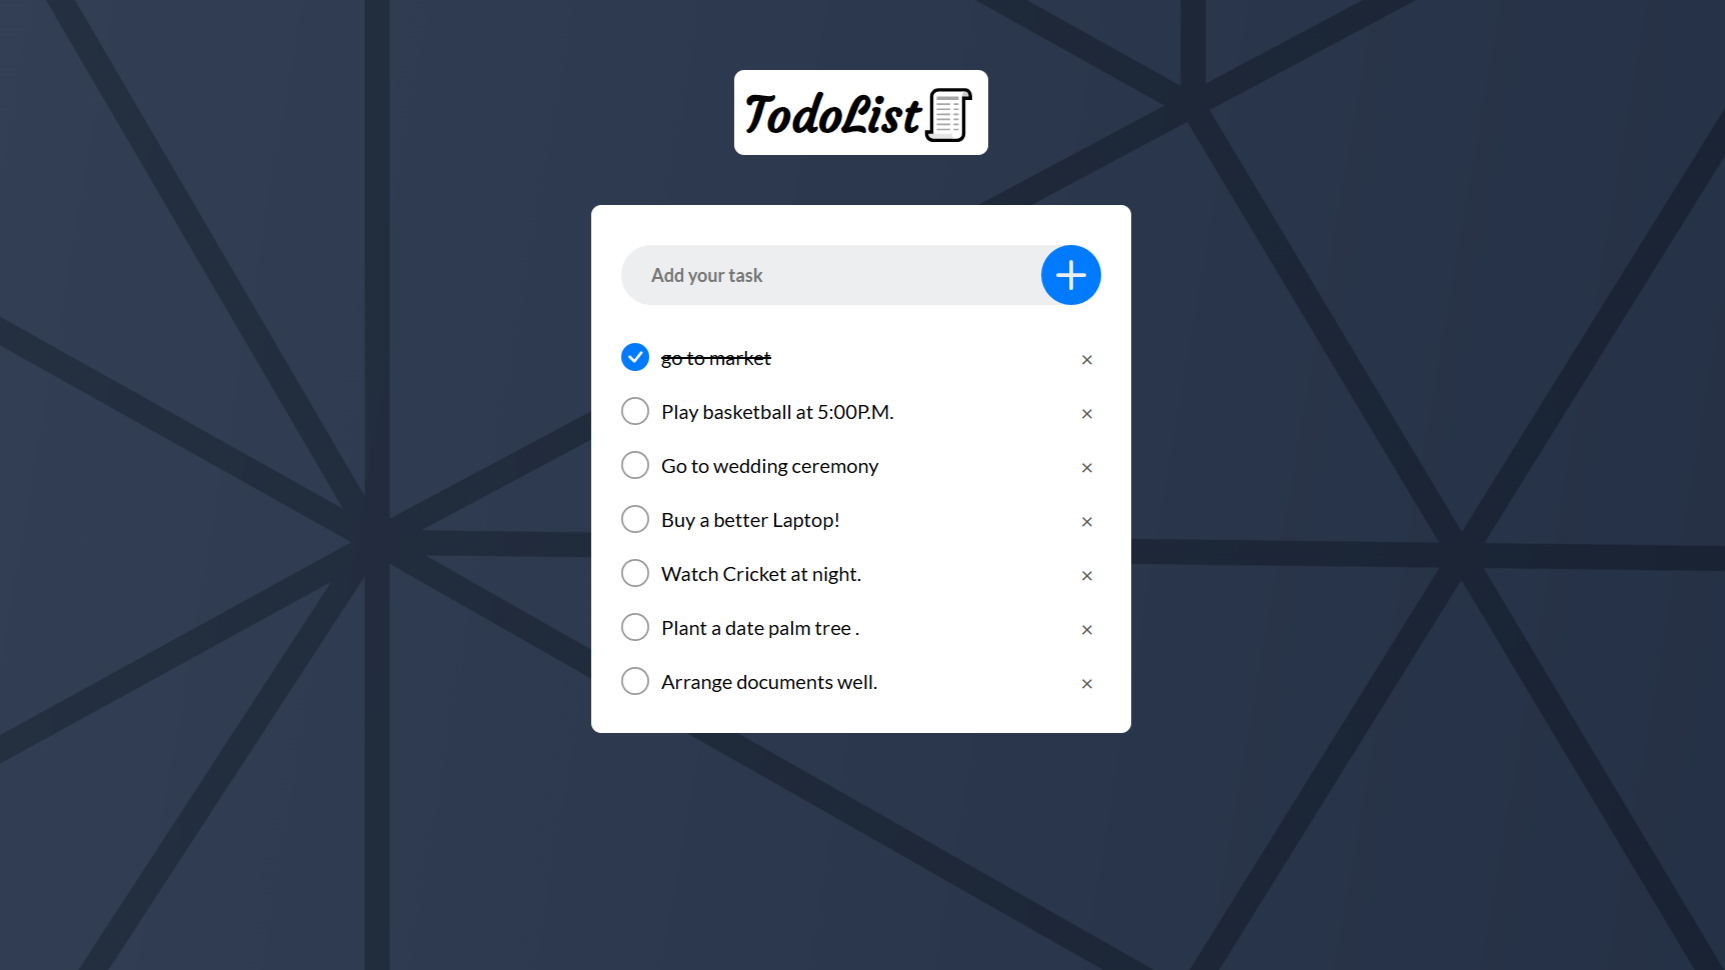 TodoList
Add your task
go to market
Play basketball at 5:00P.M.
Go to wedding ceremony
Buy a better Laptop!
Watch Cricket at night.
Plant a date palm tree .
Arrange documents well.